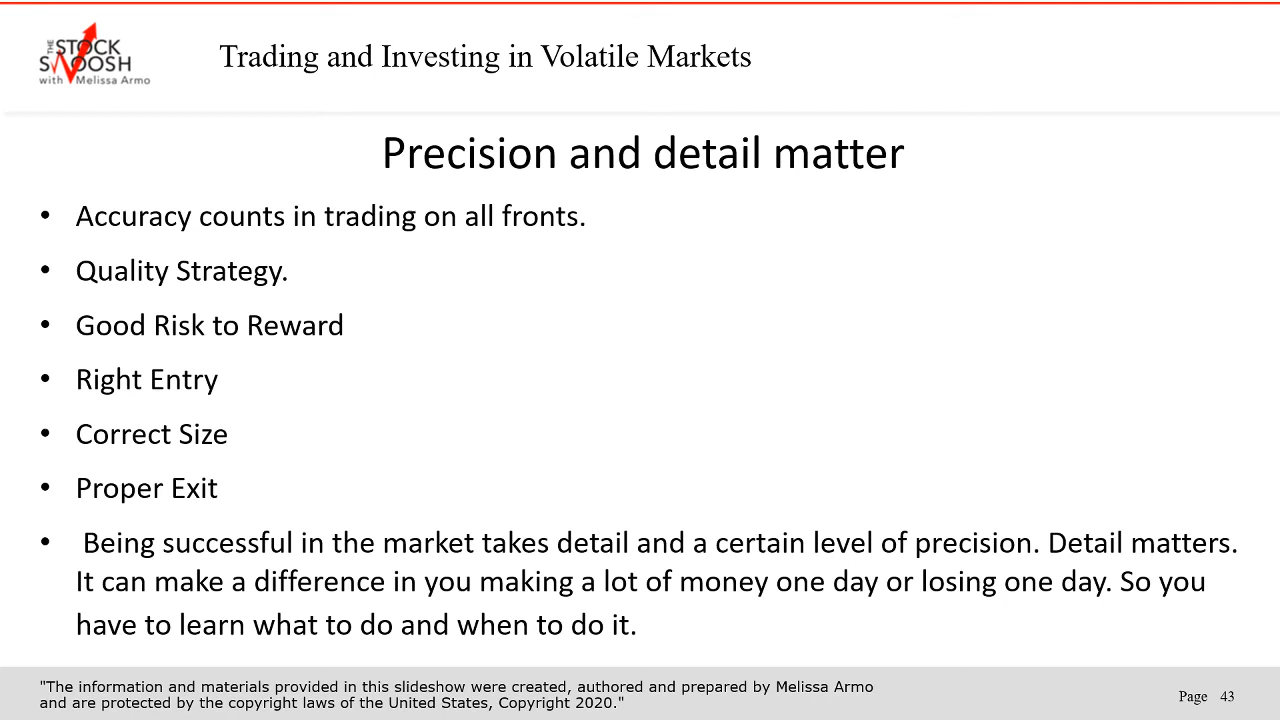 THE
STOCK
SWOOSH
with Melissa Armo
Trading and Investing in Volatile Markets
Precision and detail matter
• Accuracy counts in trading on all fronts.
• Quality Strategy.
• Good Risk to Reward
• Right Entry
• Correct Size
• Proper Exit
• Being successful in the market takes detail and a certain level of precision. Detail matters.
It can make a difference in you making a lot of money one day or losing one day. So you
have to learn what to do and when to do it.
"The information and materials provided in this slideshow were created, authored and prepared by Melissa Armo
and are protected by the copyright laws of the United States, Copyright 2020."
Page 43